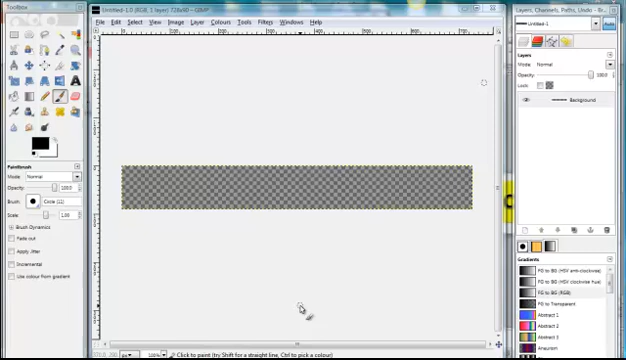 Toolbox
Untitled-1.0 (RGB, 1 layer) 728x90 – GIMP
Layers, Channels, Paths, Undo -
File Edit Select View Image Layer Colours Tools Filters Windows Help
Untitled-1
Auto
Layers
Mode: Normal
Opacity: 100.0
Lock:
Background
Paintbrush
Mode: Normal
Opacity: 100.0
Brush: Circle (11)
Scale: 1.00
Brush Dynamics
Fade out
Apply Jitter
Incremental
Use colour from gradient
Gradients
FG to BG (HSV anti-clockwise)
FG to BG (HSV clockwise hue)
FG to BG (RGB)
FG to Transparent
Abstract 1
Abstract 2
Abstract 3
Aneurism
px
100%
Click to paint (try Shift for a straight line, Ctrl to pick a colour)